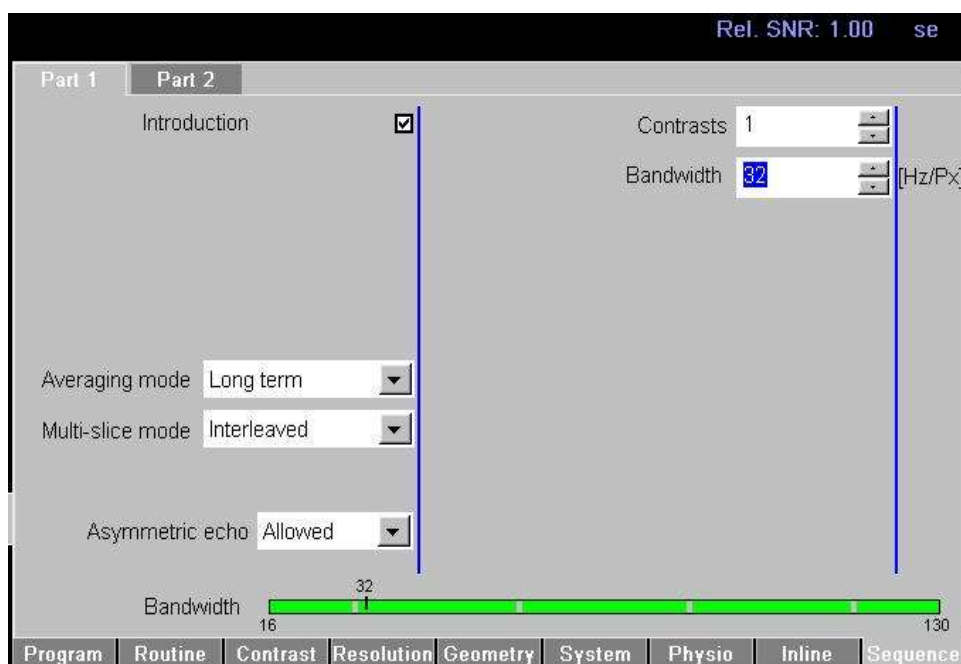 Rel. SNR: 1.00 se
Part 1 Part 2
Introduction
Contrasts 1
Bandwidth 32 [Hz/Px]
Averaging mode Long term
Multi-slice mode Interleaved
Asymmetric echo Allowed
32
Bandwidth
16 130
Program Routine Contrast Resolution Geometry System Physio Inline Sequence